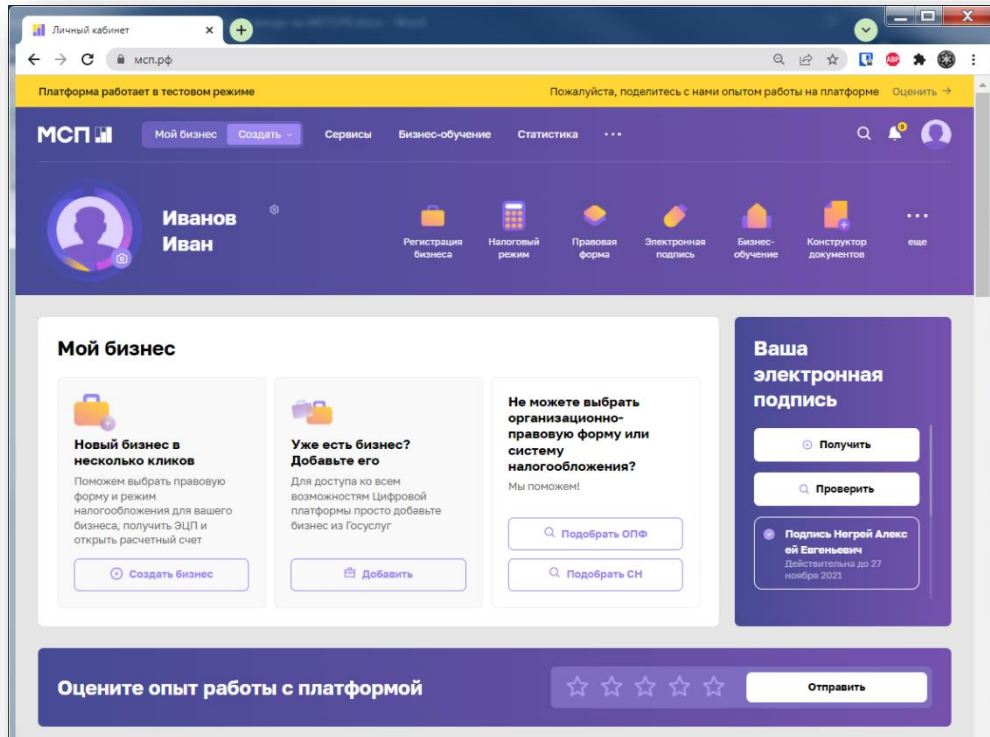 Личный кабинет
мсп.рф
Платформа работает в тестовом режиме
Пожалуйста, поделитесь с нами опытом работы на платформе Оценить →
МСП
Мой бизнес Создать
Сервисы
Бизнес-обучение
Статистика
0
Иванов
Иван
Регистрация
бизнеса
Налоговый
режим
Правовая
форма
Электронная
подпись
Бизнес-
обучение
Конструктор
документов
еще
Мой бизнес
Новый бизнес в
несколько кликов
Поможем выбрать правовую
форму и режим
налогообложения для вашего
бизнеса, получить ЭЦП и
открыть расчетный счет
Создать бизнес
Уже есть бизнес?
Добавьте его
Для доступа ко всем
возможностям Цифровой
платформы просто добавьте
бизнес из Госуслуг
Добавить
Не можете выбрать
организационно-
правовую форму или
систему
налогообложения?
Мы поможем!
Подобрать ОПФ
Подобрать СН
Ваша
электронная
подпись
Получить
Проверить
Подпись Негрей Алекс
ей Евгеньевич
Действительна до 27
ноября 2021
Оцените опыт работы с платформой
Отправить